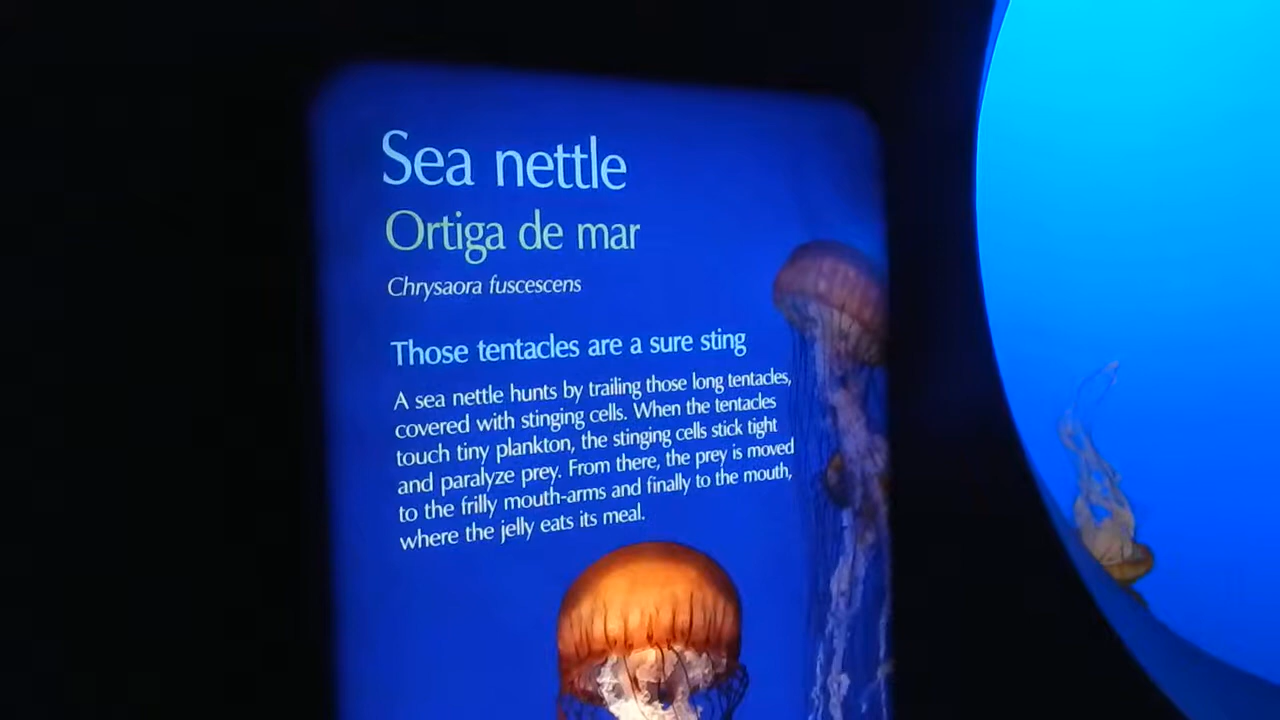 Sea nettle
Ortiga de mar
Chrysaora fuscescens
Those tentacles are a sure sting
A sea nettle hunts by trailing those long tentacles,
covered with stinging cells. When the tentacles
touch tiny plankton, the stinging cells stick tight
and paralyze prey. From there, the prey is moved
to the frilly mouth-arms and finally to the mouth,
where the jelly eats its meal.